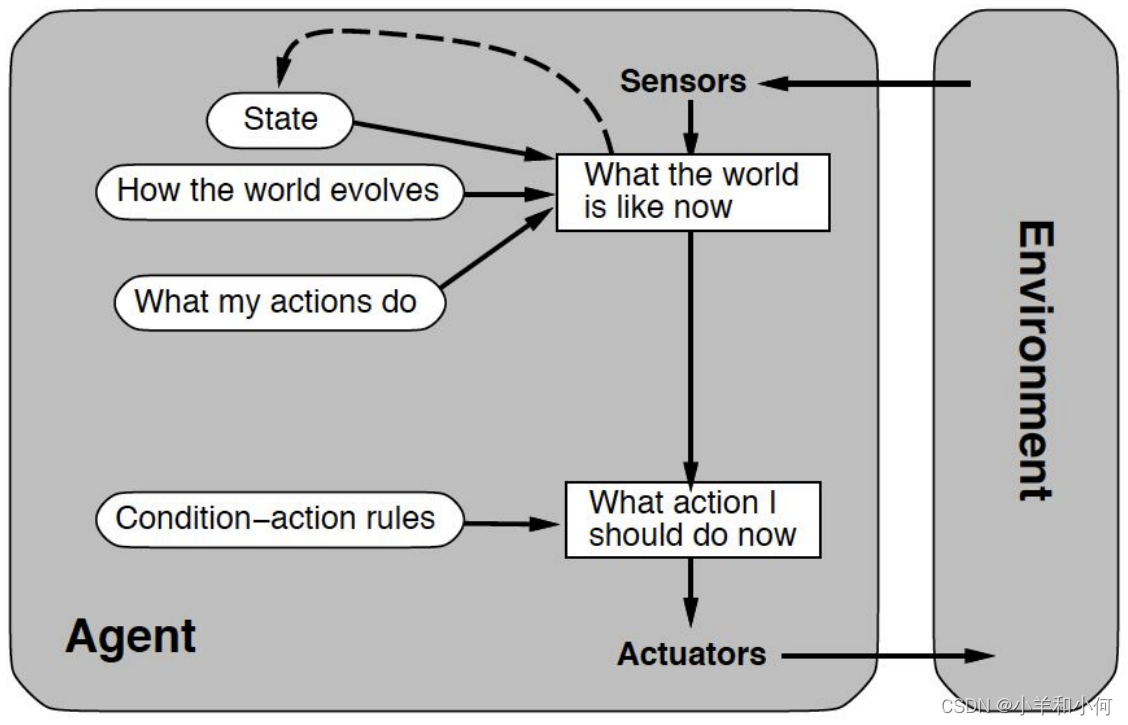 Sensors
State
What the world
is like now
How the world evolves
What my actions do
Environment
Condition–action rules
What action I
should do now
Agent
Actuators
CSDN @小羊和小何